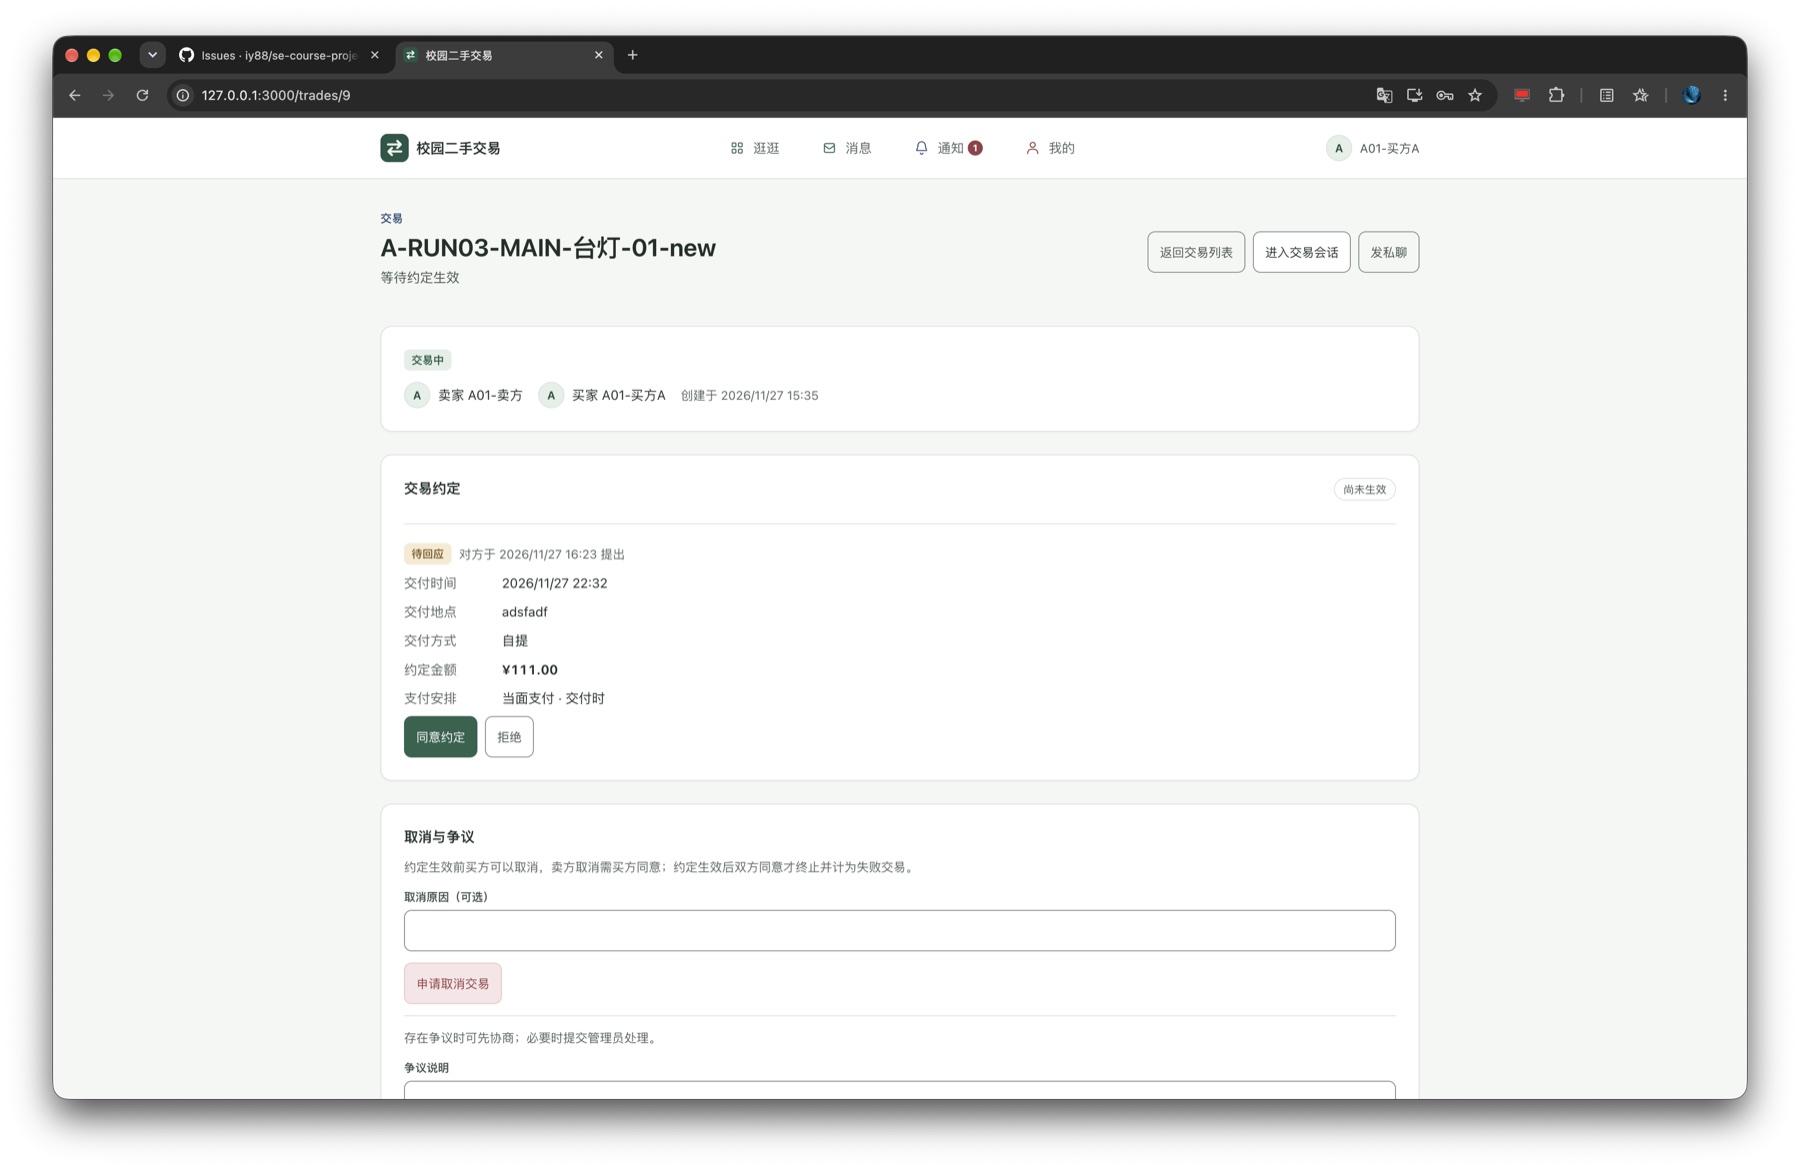 Issues · iy88/se-course-proje
校园二手交易
127.0.0.1:3000/trades/9
校园二手交易
逛逛
消息
通知 1
我的
A A01-买方A
交易
A-RUN03-MAIN-台灯-01-new
等待约定生效
返回交易列表
进入交易会话
发私聊
交易中
A 卖家 A01-卖方 A 买家 A01-买方A 创建于 2026/11/27 15:35
交易约定
尚未生效
待回应 对方于 2026/11/27 16:23 提出
交付时间 2026/11/27 22:32
交付地点 adsfadf
交付方式 自提
约定金额 ¥111.00
支付安排 当面支付 · 交付时
同意约定 拒绝
取消与争议
约定生效前买方可以取消，卖方取消需买方同意；约定生效后双方同意才终止并计为失败交易。
取消原因（可选）
申请取消交易
存在争议时可先协商；必要时提交管理员处理。
争议说明